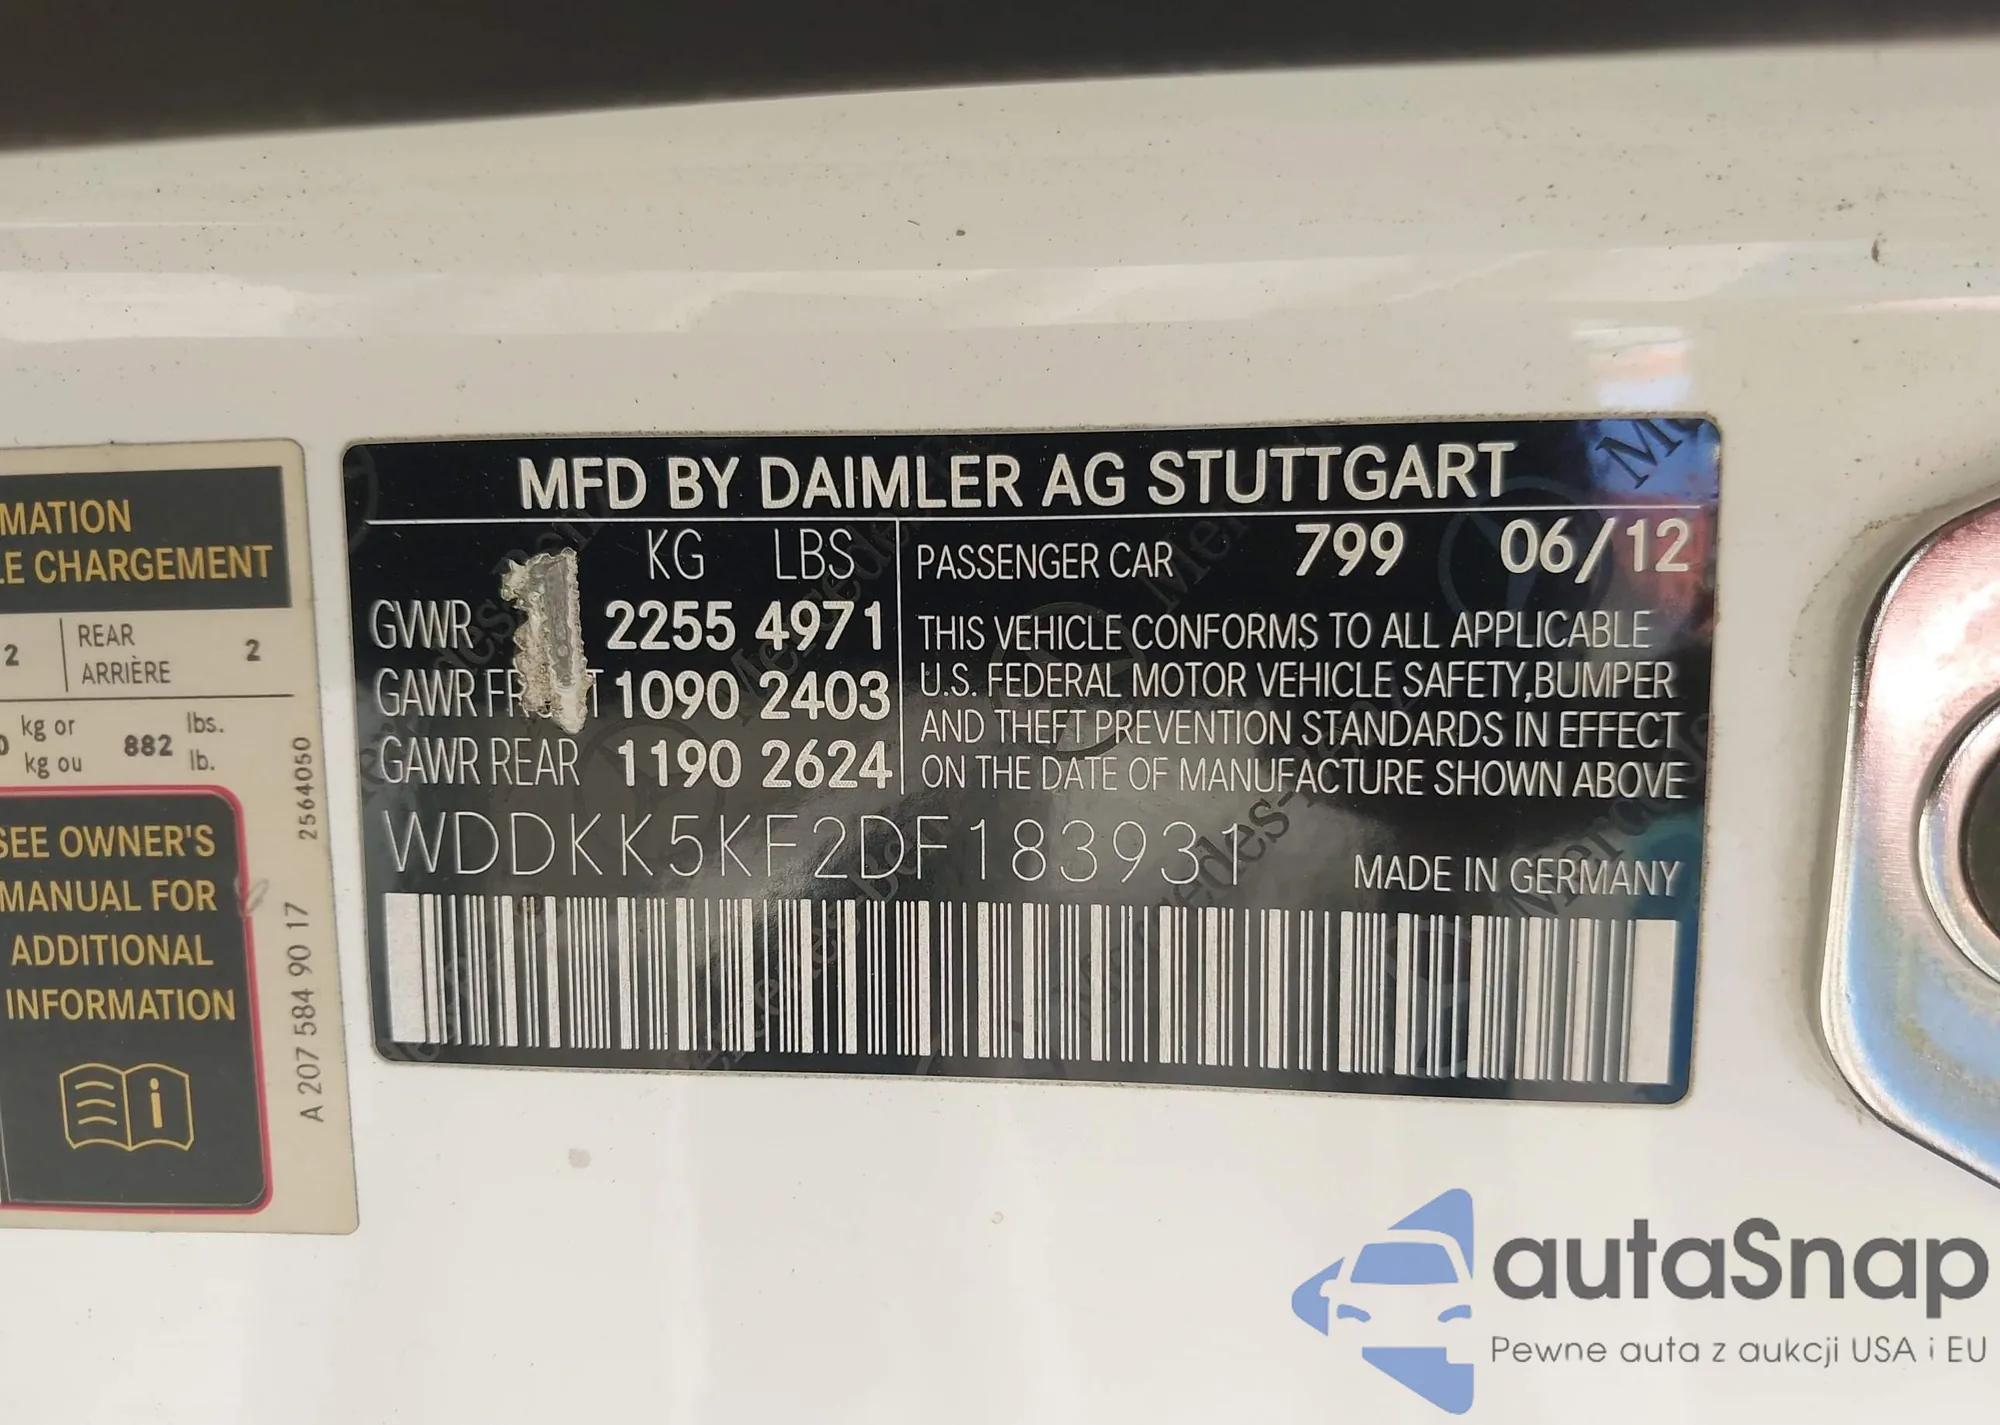 MATION
LE CHARGEMENT
2 REAR
ARRIÈRE 2
kg or
kg ou 882 lbs.
lb.
SEE OWNER'S
MANUAL FOR
ADDITIONAL
INFORMATION
2564050
A 207 584 90 17
MFD BY DAIMLER AG STUTTGART
KG LBS
GVWR 2255 4971
GAWR FRONT 1090 2403
GAWR REAR 1190 2624
PASSENGER CAR 799 06/12
THIS VEHICLE CONFORMS TO ALL APPLICABLE
U.S. FEDERAL MOTOR VEHICLE SAFETY,BUMPER
AND THEFT PREVENTION STANDARDS IN EFFECT
ON THE DATE OF MANUFACTURE SHOWN ABOVE
WDDKK5KF2DF183931
MADE IN GERMANY
autaSnap
Pewne auta z aukcji USA i EU